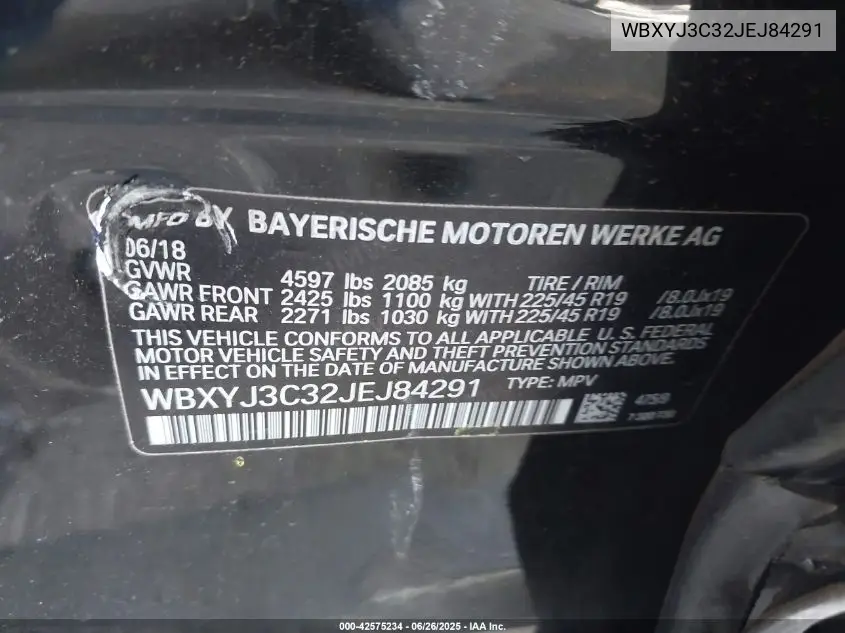 WBXYJ3C32JEJ84291
MFD BY BAYERISCHE MOTOREN WERKE AG
06/18
GVWR 4597 lbs 2085 kg TIRE / RIM
GAWR FRONT 2425 lbs 1100 kg WITH 225/45 R19 /8.0Jx19
GAWR REAR 2271 lbs 1030 kg WITH 225/45 R19 /8.0Jx19
THIS VEHICLE CONFORMS TO ALL APPLICABLE U. S. FEDERAL
MOTOR VEHICLE SAFETY AND THEFT PREVENTION STANDARDS
IN EFFECT ON THE DATE OF MANUFACTURE SHOWN ABOVE.
WBXYJ3C32JEJ84291 TYPE: MPV
000-42575234 - 06/26/2025 - IAA Inc.